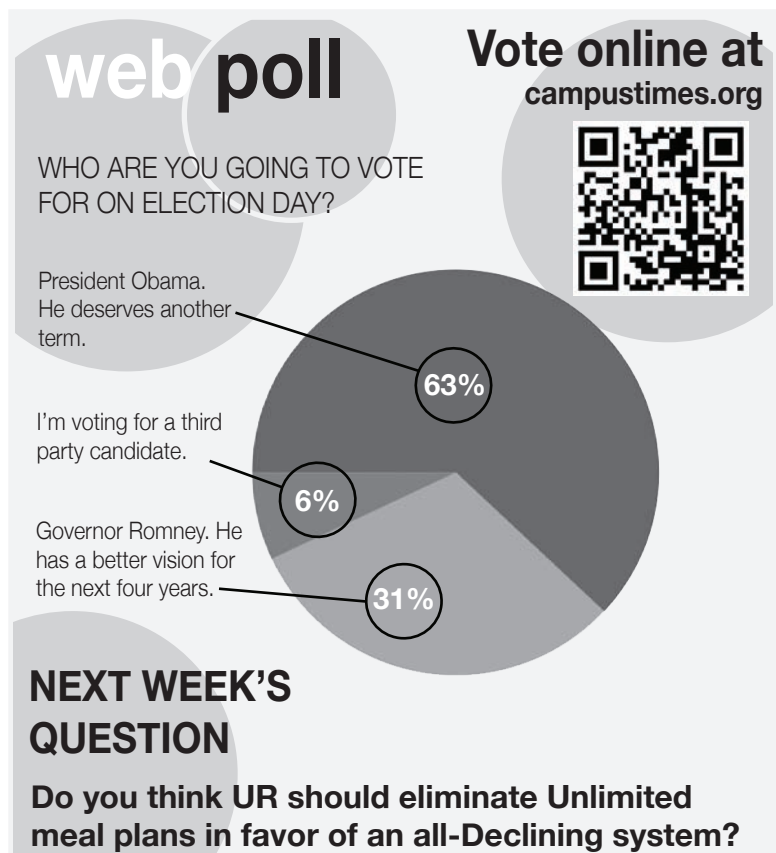 web poll
Vote online at
campustimes.org
WHO ARE YOU GOING TO VOTE
FOR ON ELECTION DAY?
President Obama.
He deserves another
term.
63%
I'm voting for a third
party candidate.
6%
Governor Romney. He
has a better vision for
the next four years.
31%
NEXT WEEK'S
QUESTION
Do you think UR should eliminate Unlimited
meal plans in favor of an all-Declining system?